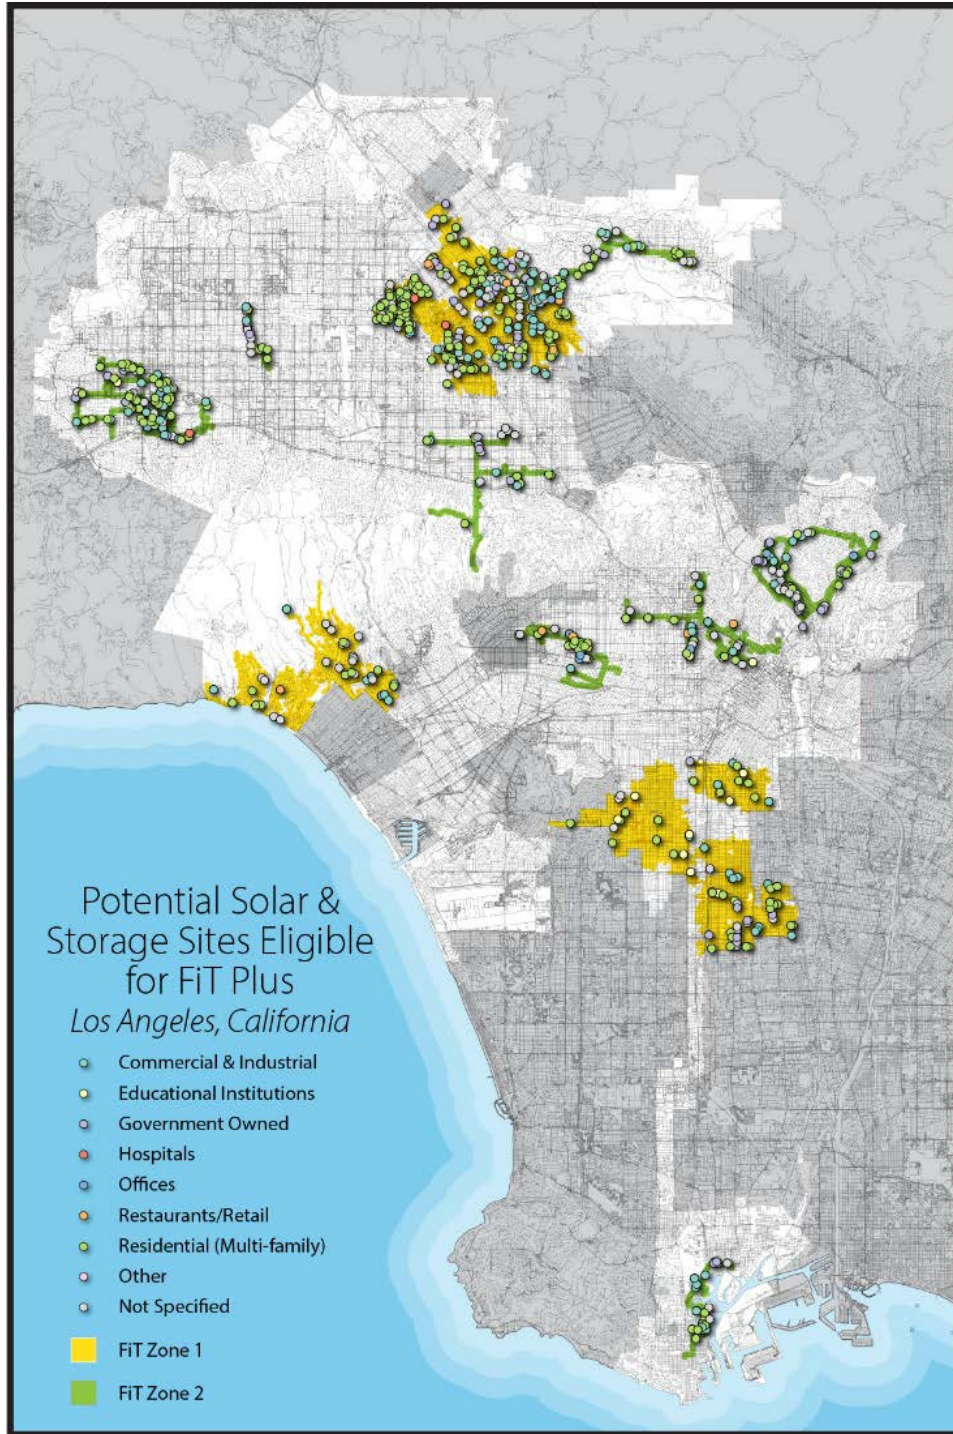 Potential Solar &
Storage Sites Eligible
for FiT Plus
Los Angeles, California
Commercial & Industrial
Educational Institutions
Government Owned
Hospitals
Offices
Restaurants/Retail
Residential (Multi-family)
Other
Not Specified
FiT Zone 1
FiT Zone 2